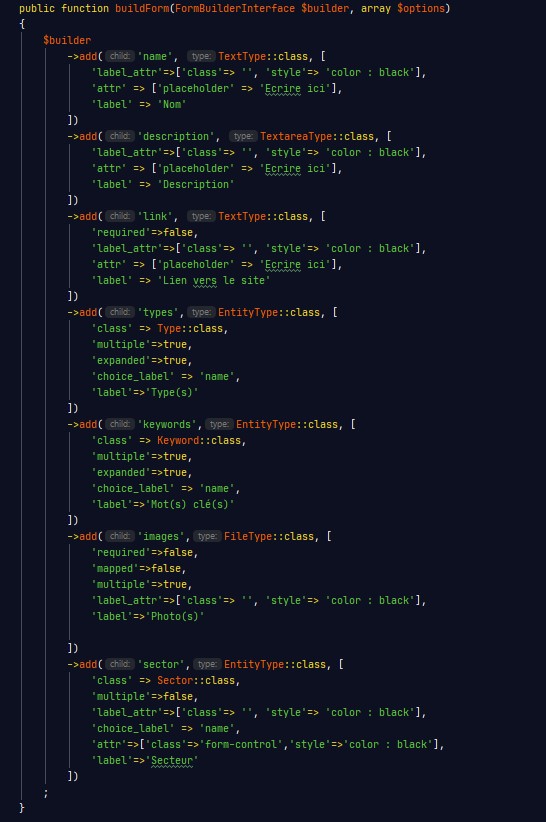 public function buildForm(FormBuilderInterface $builder, array $options)
{
$builder
->add( child: 'name', type: TextType::class, [
'label_attr'=>['class'=> '', 'style'=> 'color : black'],
'attr' => ['placeholder' => 'Ecrire ici'],
'label' => 'Nom'
])
->add( child: 'description', type: TextareaType::class, [
'label_attr'=>['class'=> '', 'style'=> 'color : black'],
'attr' => ['placeholder' => 'Ecrire ici'],
'label' => 'Description'
])
->add( child: 'link', type: TextType::class, [
'required'=>false,
'label_attr'=>['class'=> '', 'style'=> 'color : black'],
'attr' => ['placeholder' => 'Ecrire ici'],
'label' => 'Lien vers le site'
])
->add( child: 'types', type: EntityType::class, [
'class' => Type::class,
'multiple'=>true,
'expanded'=>true,
'choice_label' => 'name',
'label'=>'Type(s)'
])
->add( child: 'keywords', type: EntityType::class, [
'class' => Keyword::class,
'multiple'=>true,
'expanded'=>true,
'choice_label' => 'name',
'label'=>'Mot(s) clé(s)'
])
->add( child: 'images', type: FileType::class, [
'required'=>false,
'mapped'=>false,
'multiple'=>true,
'label_attr'=>['class'=> '', 'style'=> 'color : black'],
'label'=>'Photo(s)'
])
->add( child: 'sector', type: EntityType::class, [
'class' => Sector::class,
'multiple'=>false,
'label_attr'=>['class'=> '', 'style'=> 'color : black'],
'choice_label' => 'name',
'attr'=>['class'=>'form-control','style'=>'color : black'],
'label'=>'Secteur'
])
;
}